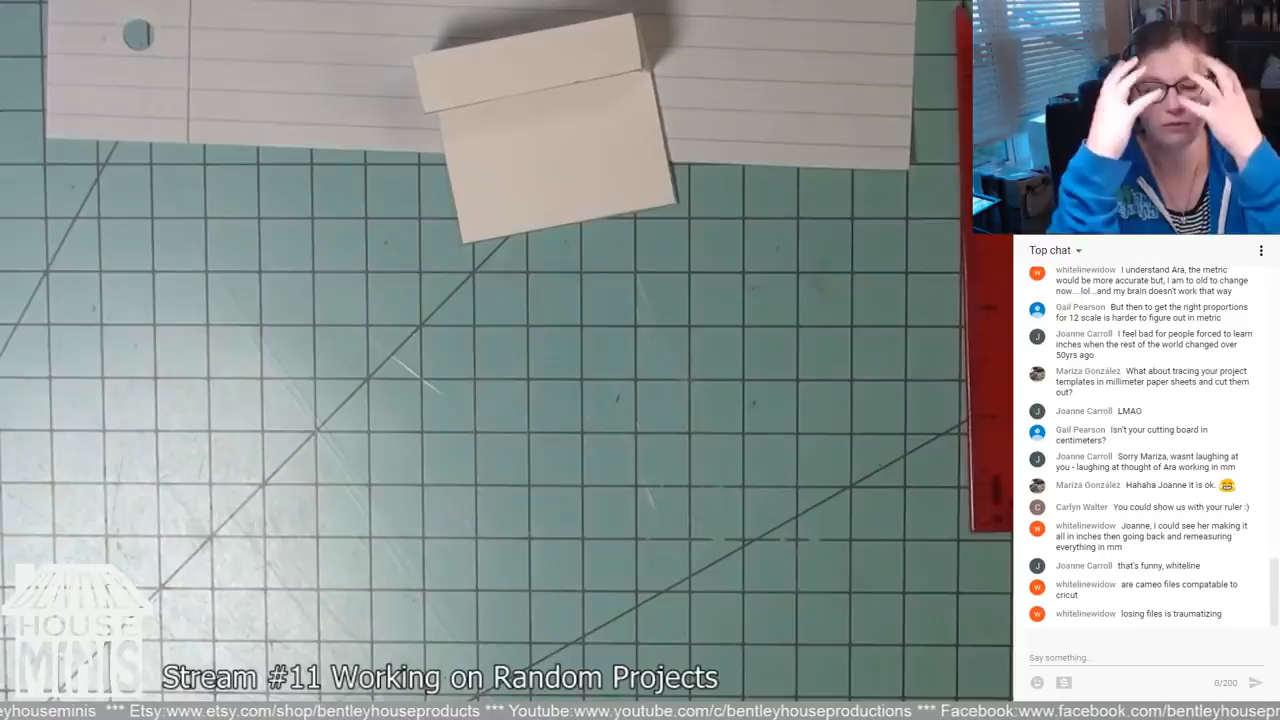 Top chat
whitelinewidow I understand Ara, the metric
would be more accurate but, I am to old to change
now....lol...and my brain doesn't work that way
Gail Pearson But then to get the right proportions
for 12 scale is harder to figure out in metric
Joanne Carroll I feel bad for people forced to learn
inches when the rest of the world changed over
50yrs ago
Mariza González What about tracing your project
templates in millimeter paper sheets and cut them
out?
Joanne Carroll LMAO
Gail Pearson Isn't your cutting board in
centimeters?
Joanne Carroll Sorry Mariza, wasnt laughing at
you - laughing at thought of Ara working in mm
Mariza González Hahaha Joanne it is ok.
Carlyn Walter You could show us with your ruler :)
whitelinewidow Joanne, I could see her making it
all in inches then going back and remeasuring
everything in mm
Joanne Carroll that's funny, whiteline
whitelinewidow are cameo files compatable to
cricut
whitelinewidow losing files is traumatizing
Say something...
0/200
HOUSE
MINIS
Stream #11 Working on Random Projects
eyhouseminis *** Etsy:www.etsy.com/shop/bentleyhouseproducts *** Youtube:www.youtube.com/c/bentleyhouseproductions *** Facebook:www.facebook.com/bentleyhousepr